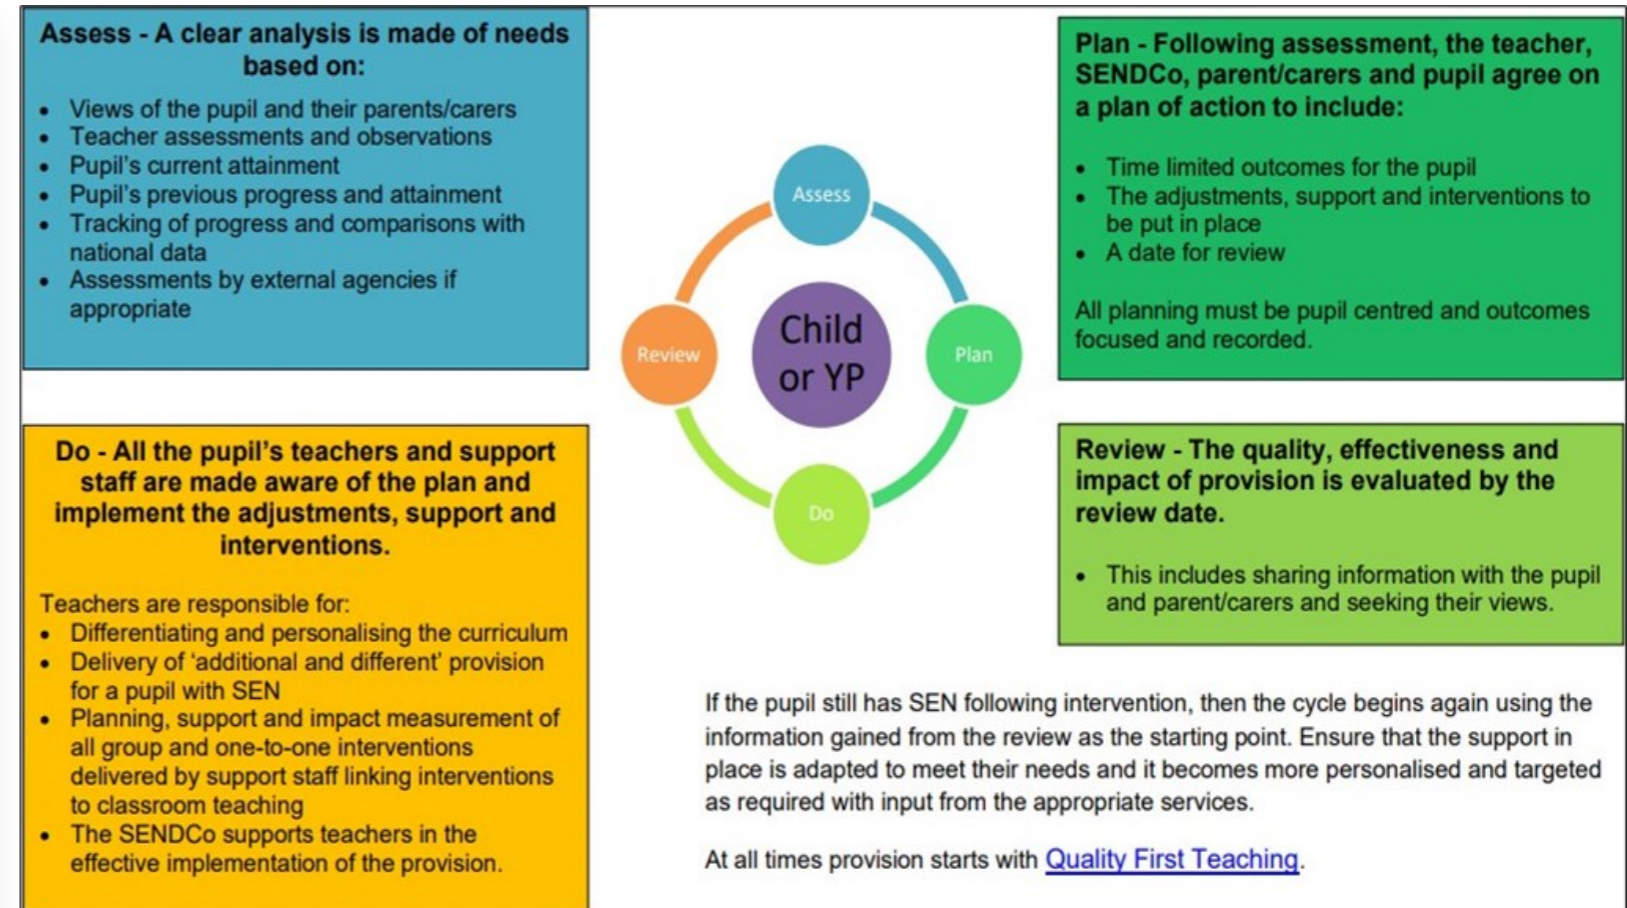 Assess - A clear analysis is made of needs
based on:
• Views of the pupil and their parents/carers
• Teacher assessments and observations
• Pupil's current attainment
• Pupil's previous progress and attainment
• Tracking of progress and comparisons with
national data
• Assessments by external agencies if
appropriate
Plan - Following assessment, the teacher,
SENDCo, parent/carers and pupil agree on
a plan of action to include:
• Time limited outcomes for the pupil
• The adjustments, support and interventions to
be put in place
• A date for review
All planning must be pupil centred and outcomes
focused and recorded.
Assess
Plan
Do
Review
Child
or YP
Do - All the pupil's teachers and support
staff are made aware of the plan and
implement the adjustments, support and
interventions.
Teachers are responsible for:
• Differentiating and personalising the curriculum
• Delivery of 'additional and different' provision
for a pupil with SEN
• Planning, support and impact measurement of
all group and one-to-one interventions
delivered by support staff linking interventions
to classroom teaching
• The SENDCo supports teachers in the
effective implementation of the provision.
Review - The quality, effectiveness and
impact of provision is evaluated by the
review date.
• This includes sharing information with the pupil
and parent/carers and seeking their views.
If the pupil still has SEN following intervention, then the cycle begins again using the
information gained from the review as the starting point. Ensure that the support in
place is adapted to meet their needs and it becomes more personalised and targeted
as required with input from the appropriate services.
At all times provision starts with Quality First Teaching.